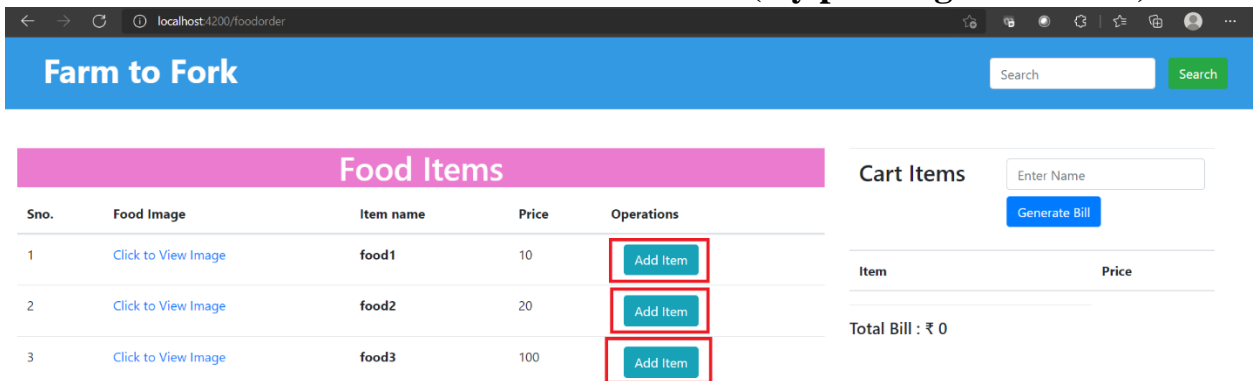 localhost:4200/foodorder
Farm to Fork
Search Search
Food Items
Sno. Food Image Item name Price Operations
1 Click to View Image food1 10 Add Item
2 Click to View Image food2 20 Add Item
3 Click to View Image food3 100 Add Item
Cart Items Enter Name
Generate Bill
Item Price
Total Bill : ₹ 0